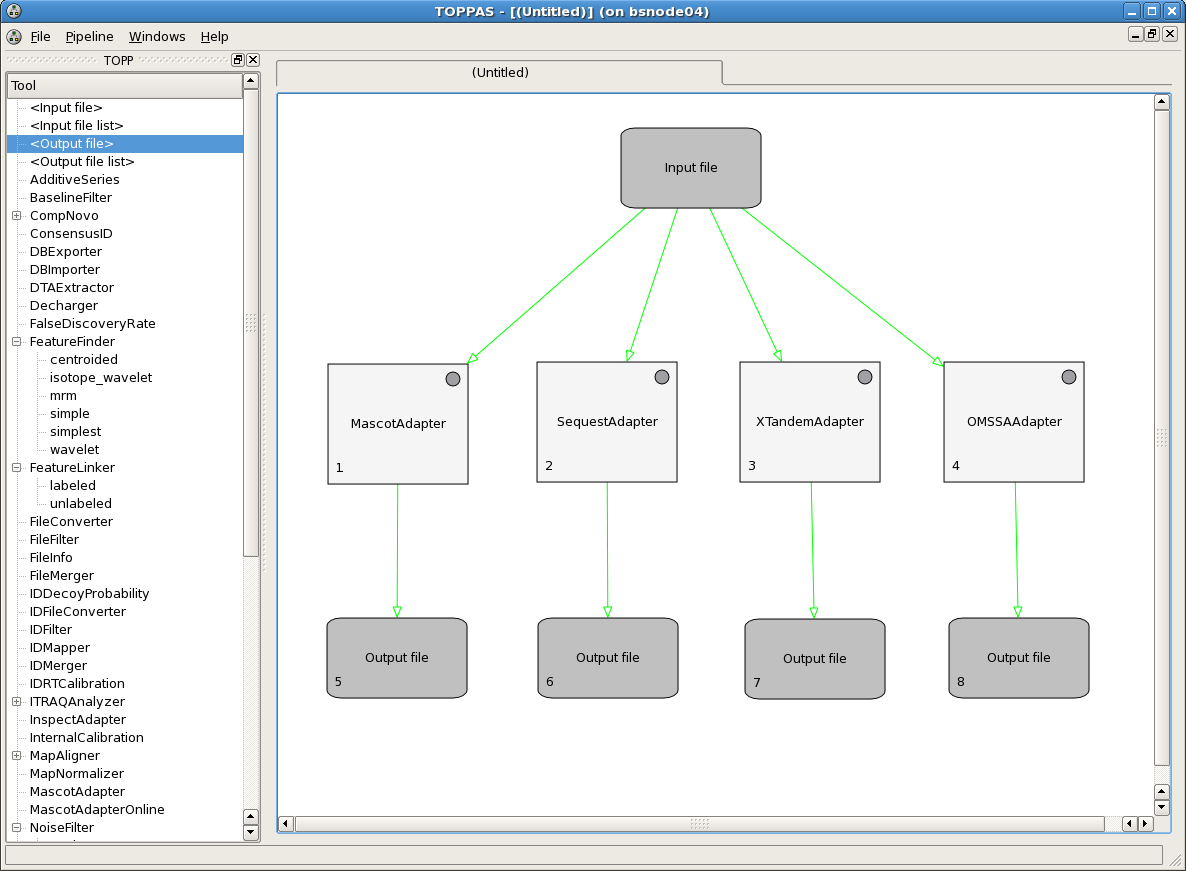 TOPPAS - [(Untitled)] (on bsnode04)
File Pipeline Windows Help
TOPP
Tool
<Input file>
<Input file list>
<Output file>
<Output file list>
AdditiveSeries
BaselineFilter
CompNovo
ConsensusID
DBExporter
DBImporter
DTAExtractor
Decharger
FalseDiscoveryRate
FeatureFinder
centroided
isotope_wavelet
mrm
simple
simplest
wavelet
FeatureLinker
labeled
unlabeled
FileConverter
FileFilter
FileInfo
FileMerger
IDDecoyProbability
IDFileConverter
IDFilter
IDMapper
IDMerger
IDRTCalibration
ITRAQAnalyzer
InspectAdapter
InternalCalibration
MapAligner
MapNormalizer
MascotAdapter
MascotAdapterOnline
NoiseFilter
(Untitled)
Input file
MascotAdapter
1
SequestAdapter
2
XTandemAdapter
3
OMSSAAdapter
4
Output file
5
Output file
6
Output file
7
Output file
8